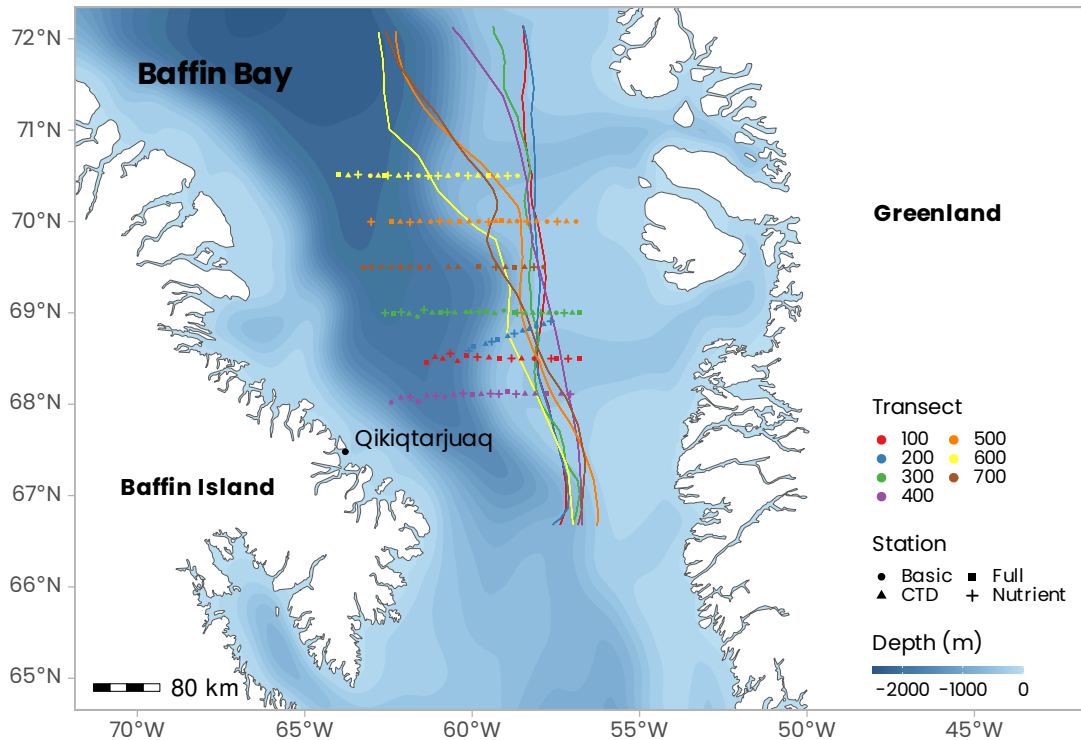 72°N
71°N
70°N
69°N
68°N
67°N
66°N
65°N
Baffin Bay
Greenland
Qikiqtarjuaq
Baffin Island
Transect
100 500
200 600
300 700
400
Station
Basic Full
CTD Nutrient
Depth (m)
-2000 -1000 0
80 km
70°W 65°W 60°W 55°W 50°W 45°W